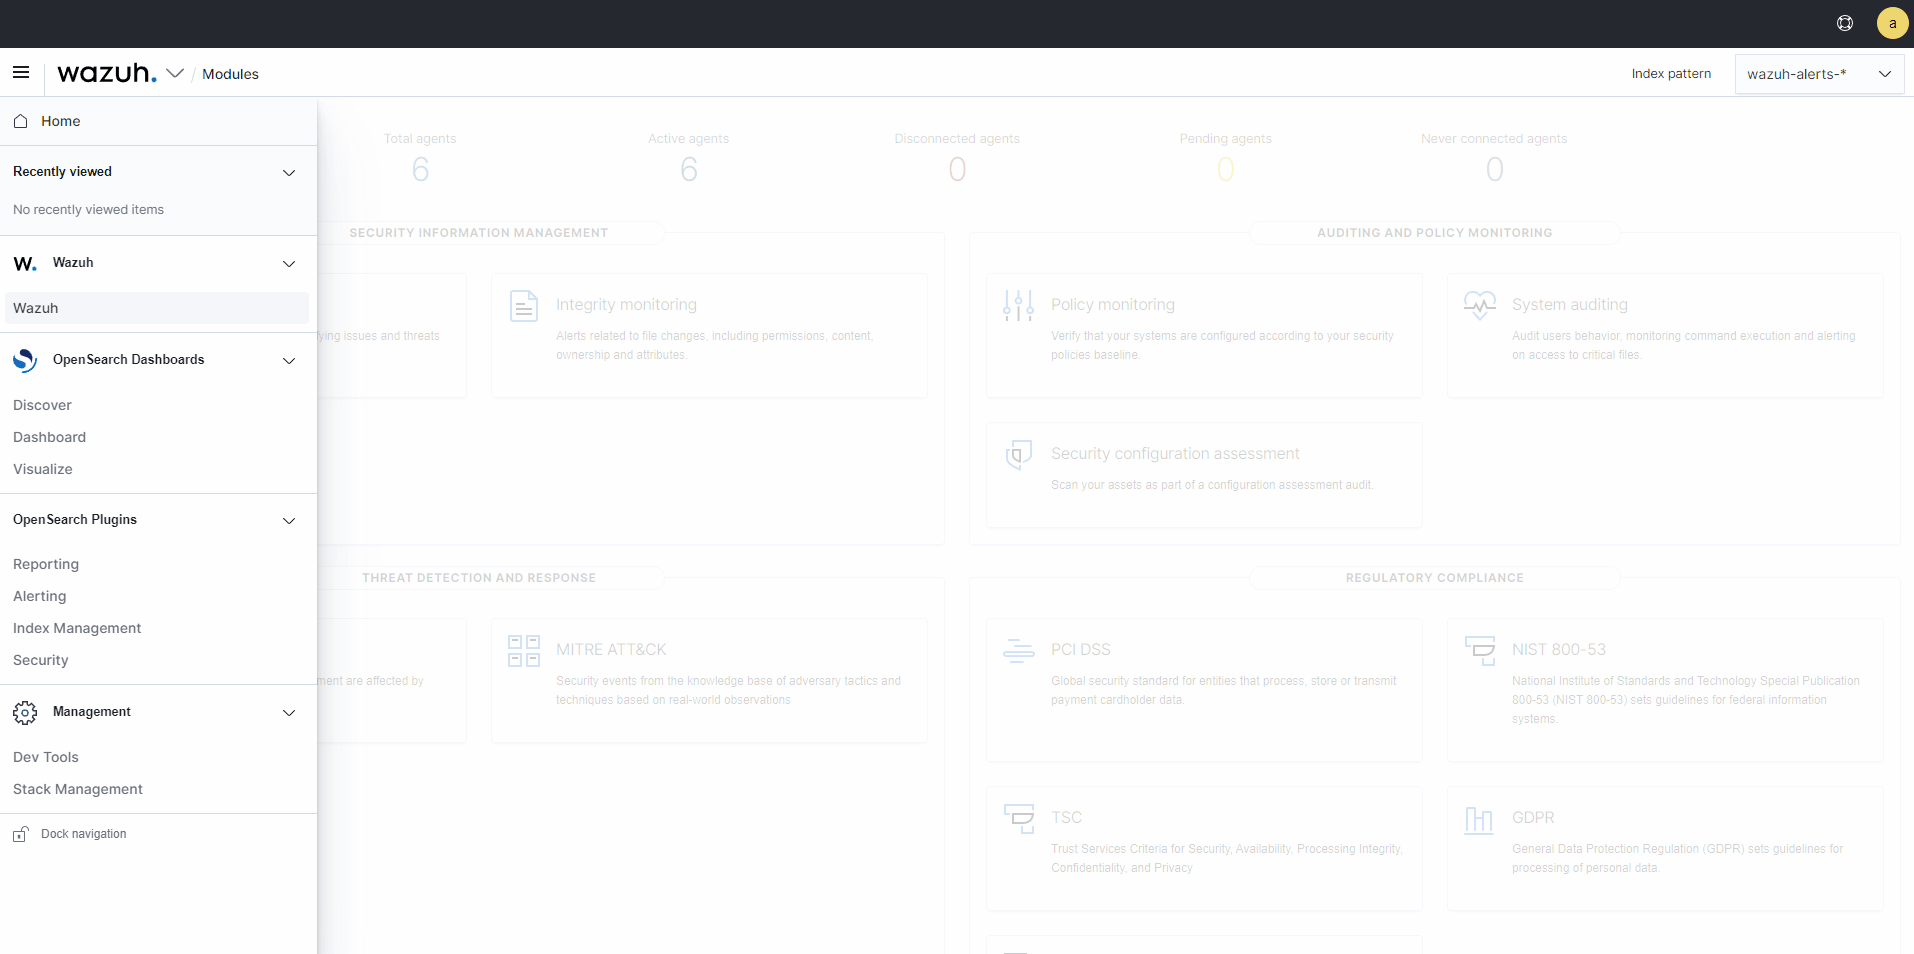 a
wazuh.
/ Modules
Index pattern
wazuh-alerts-*
Home
Recently viewed
No recently viewed items
W. Wazuh
Wazuh
OpenSearch Dashboards
Discover
Dashboard
Visualize
OpenSearch Plugins
Reporting
Alerting
Index Management
Security
Management
Dev Tools
Stack Management
Dock navigation
Total agents
6
Active agents
6
Disconnected agents
0
Pending agents
0
Never connected agents
0
SECURITY INFORMATION MANAGEMENT
issues and threats
Integrity monitoring
Alerts related to file changes, including permissions, content,
ownership and attributes.
AUDITING AND POLICY MONITORING
Policy monitoring
Verify that your systems are configured according to your security
policies baseline.
System auditing
Audit users behavior, monitoring command execution and alerting
on access to critical files.
Security configuration assessment
Scan your assets as part of a configuration assessment audit.
THREAT DETECTION AND RESPONSE
are affected by
MITRE ATT&CK
Security events from the knowledge base of adversary tactics and
techniques based on real-world observations
REGULATORY COMPLIANCE
PCI DSS
Global security standard for entities that process, store or transmit
payment cardholder data.
NIST 800-53
National Institute of Standards and Technology Special Publication
800-53 (NIST 800-53) sets guidelines for federal information
systems.
TSC
Trust Services Criteria for Security, Availability, Processing Integrity,
Confidentiality, and Privacy
GDPR
General Data Protection Regulation (GDPR) sets guidelines for
processing of personal data.